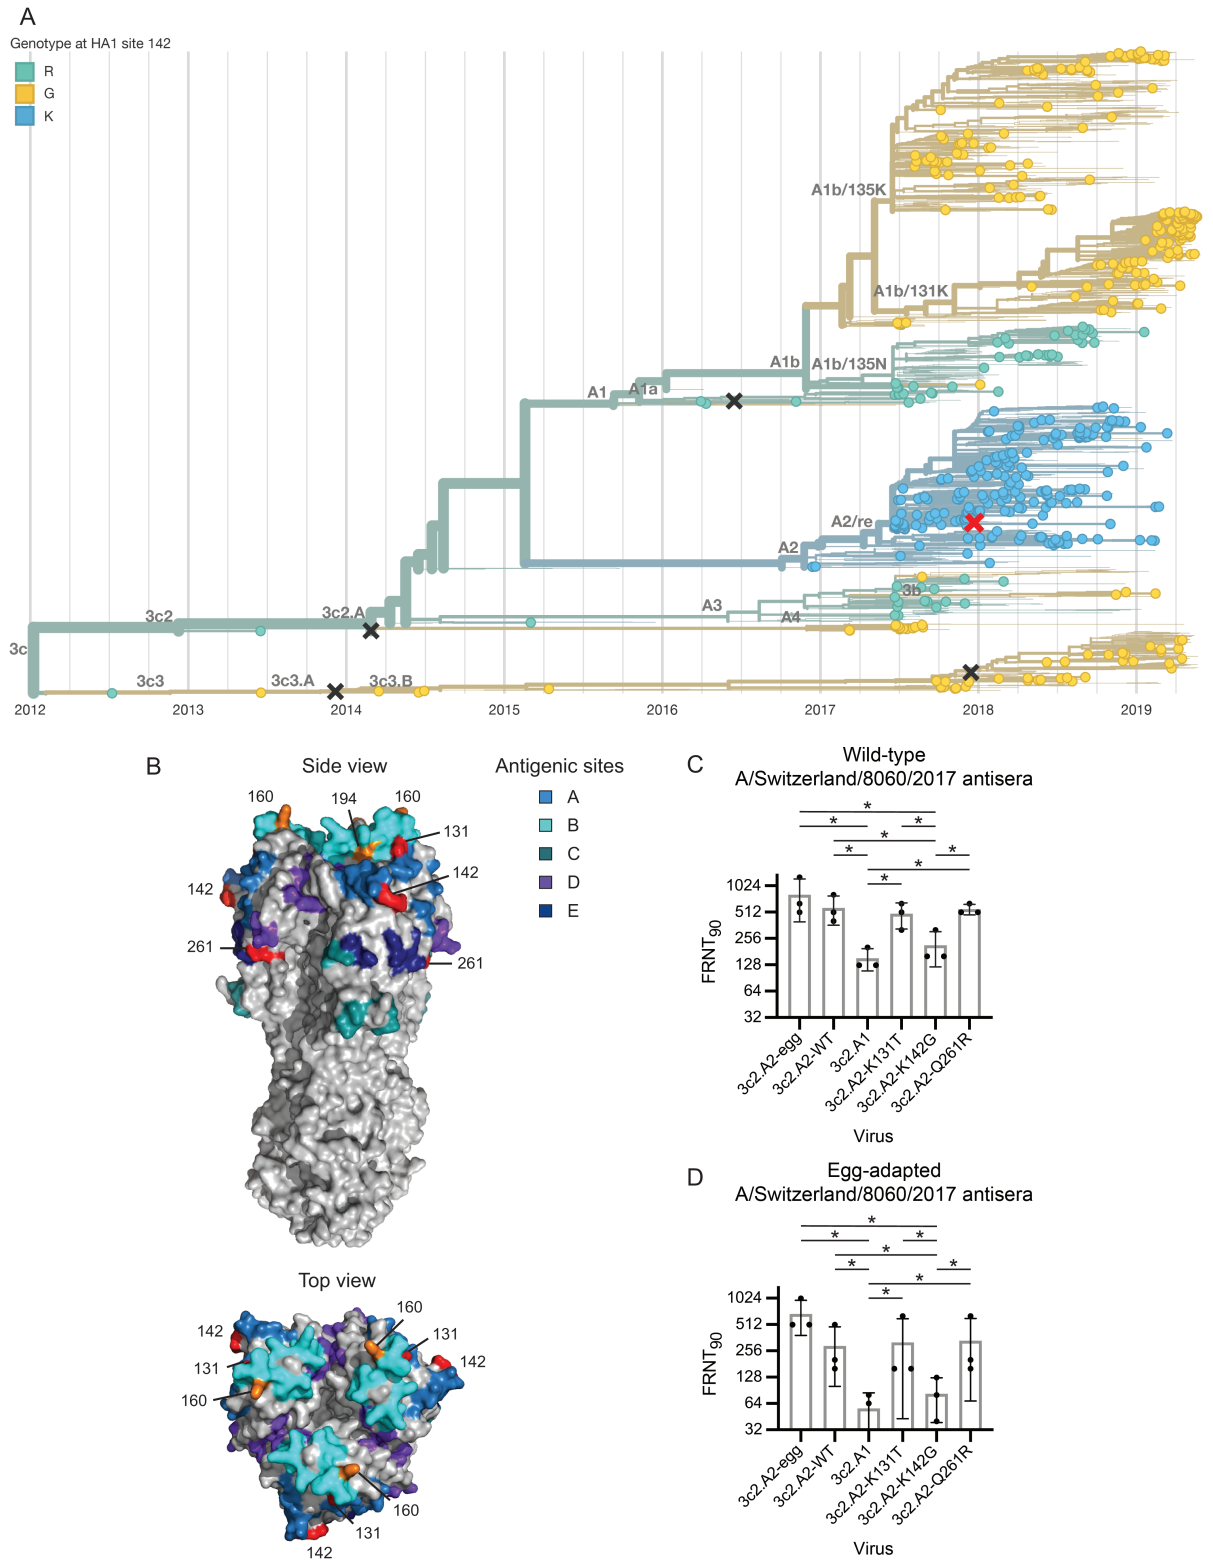 A
Genotype at HA1 site 142
R
G
K
A1b/135K
A1b/131K
A1b
A1b/135N
A1
A1a
A2/re
A2
3b
A3
A4
3c2
3c2.A
3c
3c3
3c3.A
3c3.B
2012
2013
2014
2015
2016
2017
2018
2019
B
Side view
Antigenic sites
A
B
C
D
E
160
194
160
131
142
142
261
261
Top view
160
142
131
131
142
160
160
131
142
C
Wild-type
A/Switzerland/8060/2017 antisera
*
* *
*
* *
*
*
1024
512
256
128
64
32
FRNT90
3c2.A2-egg
3c2.A2-WT
3c2.A1
3c2.A2-K131T
3c2.A2-K142G
3c2.A2-Q261R
Virus
D
Egg-adapted
A/Switzerland/8060/2017 antisera
*
* *
*
* *
*
*
1024
512
256
128
64
32
FRNT90
3c2.A2-egg
3c2.A2-WT
3c2.A1
3c2.A2-K131T
3c2.A2-K142G
3c2.A2-Q261R
Virus